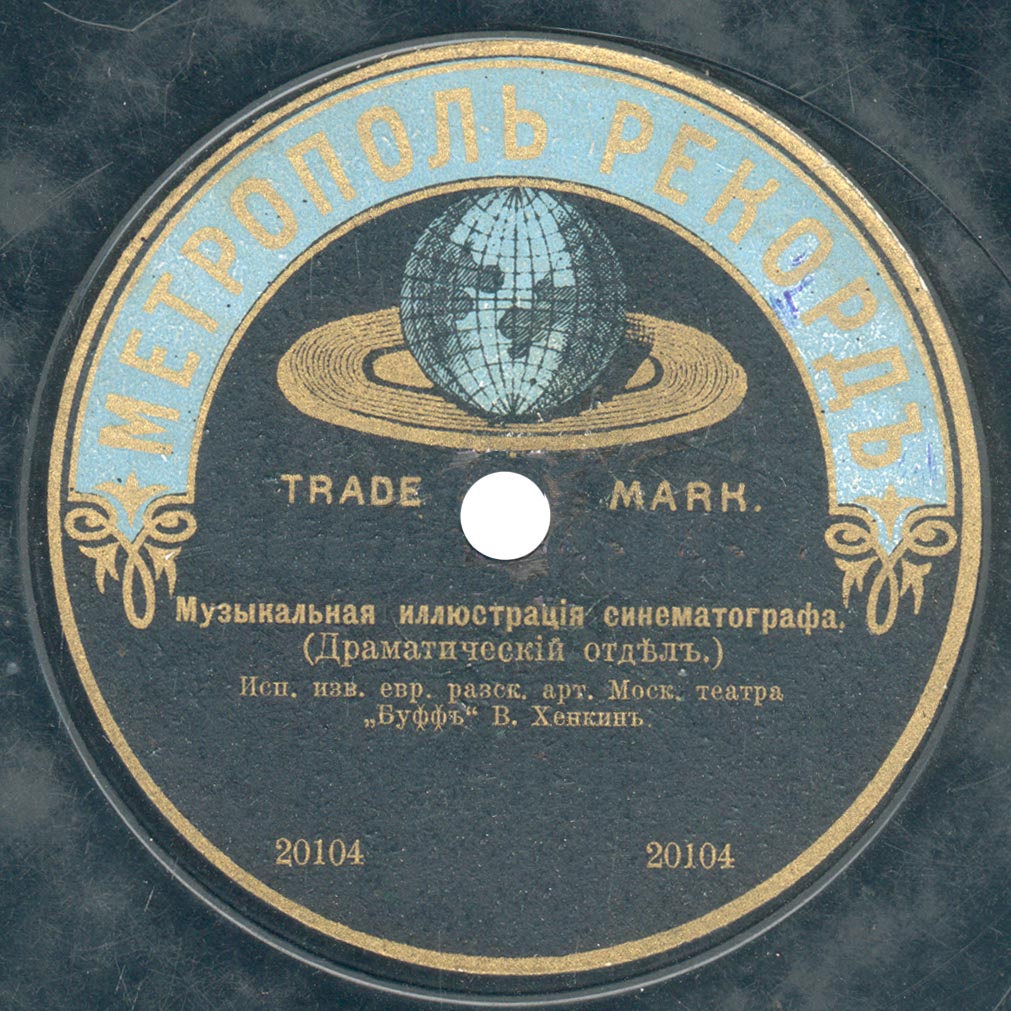 МЕТРОПОЛЬ РЕКОРДЪ
TRADE MARK.
Музыкальная иллюстрація синематографа.
(Драматическій отдѣлъ.)
Исп. изв. евр. разск. арт. Моск. театра
„Буффъ“ В. Хенкинъ.
20104 20104